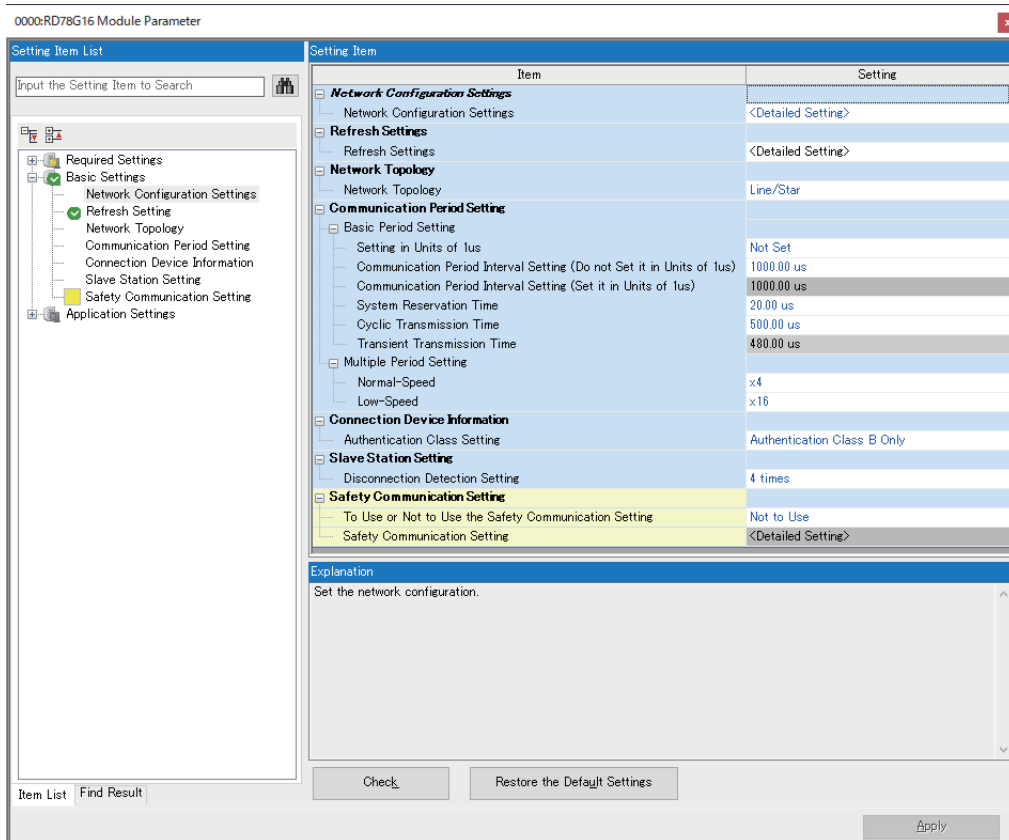 0000:RD78G16 Module Parameter
Setting Item List
Input the Setting Item to Search
Required Settings
Basic Settings
Network Configuration Settings
Refresh Setting
Network Topology
Communication Period Setting
Connection Device Information
Slave Station Setting
Safety Communication Setting
Application Settings
Item List Find Result
Setting Item
Item Setting
Network Configuration Settings
Network Configuration Settings <Detailed Setting>
Refresh Settings
Refresh Settings <Detailed Setting>
Network Topology
Network Topology Line/Star
Communication Period Setting
Basic Period Setting
Setting in Units of 1us Not Set
Communication Period Interval Setting (Do not Set it in Units of 1us) 1000.00 us
Communication Period Interval Setting (Set it in Units of 1us) 1000.00 us
System Reservation Time 20.00 us
Cyclic Transmission Time 500.00 us
Transient Transmission Time 480.00 us
Multiple Period Setting
Normal-Speed x4
Low-Speed x16
Connection Device Information
Authentication Class Setting Authentication Class B Only
Slave Station Setting
Disconnection Detection Setting 4 times
Safety Communication Setting
To Use or Not to Use the Safety Communication Setting Not to Use
Safety Communication Setting <Detailed Setting>
Explanation
Set the network configuration.
Check Restore the Default Settings
Apply